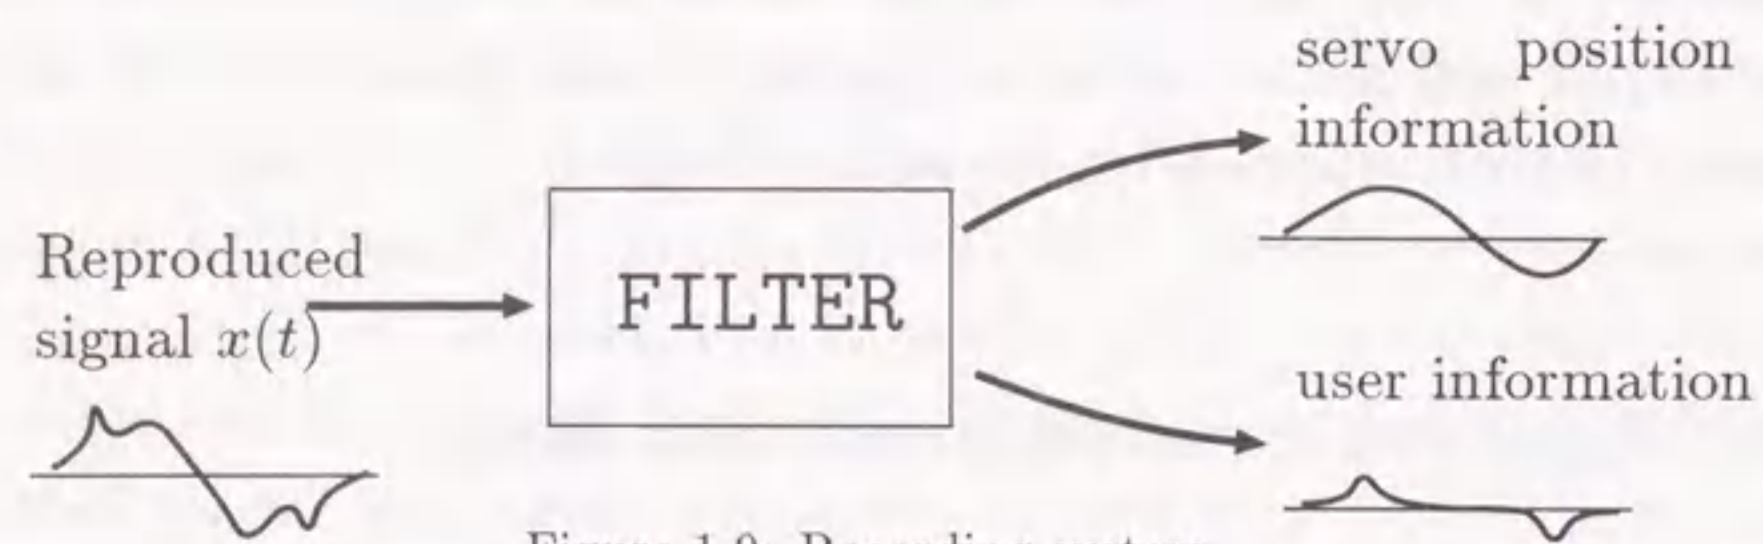 servo position
information
Reproduced
signal x(t)
FILTER
user information